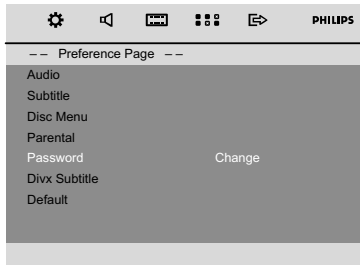 PHILIPS
-- Preference Page --
Audio
Subtitle
Disc Menu
Parental
Password Change
Divx Subtitle
Default